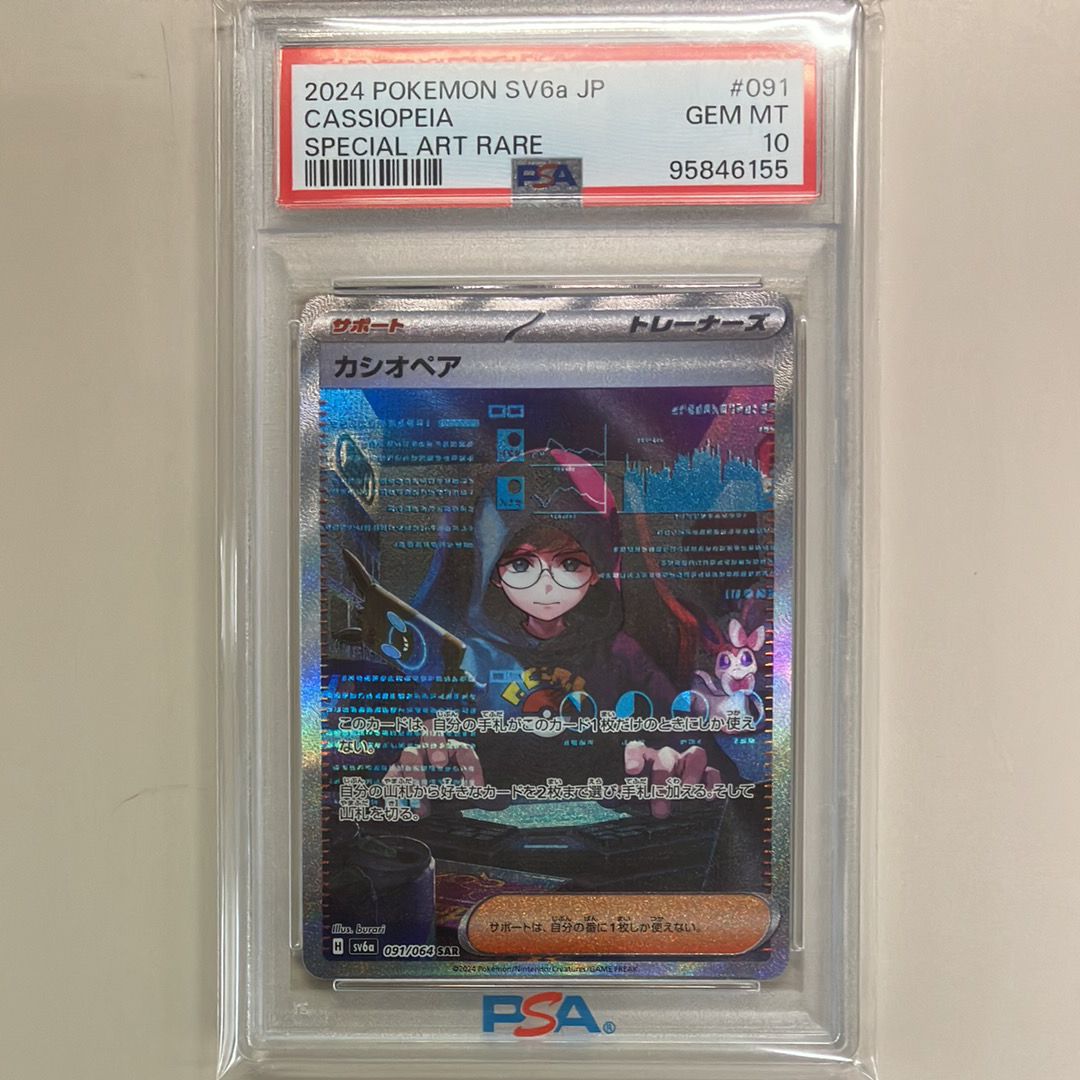 2024 POKEMON SV6a JP #091
CASSIOPEIA GEM MT
SPECIAL ART RARE 10
PSA 95846155
サポート トレーナーズ
カシオペア
このカードは、自分の手札がこのカード1枚だけのときにしか使え
ない。
自分の山札から好きなカードを2枚まで選び、手札に加える。そして
山札を切る。
サポートは、自分の番に1枚しか使えない。
Illus. burari
H sv6a 091/064 SAR
©2024 Pokémon/Nintendo/Creatures/GAME FREAK
PSA®